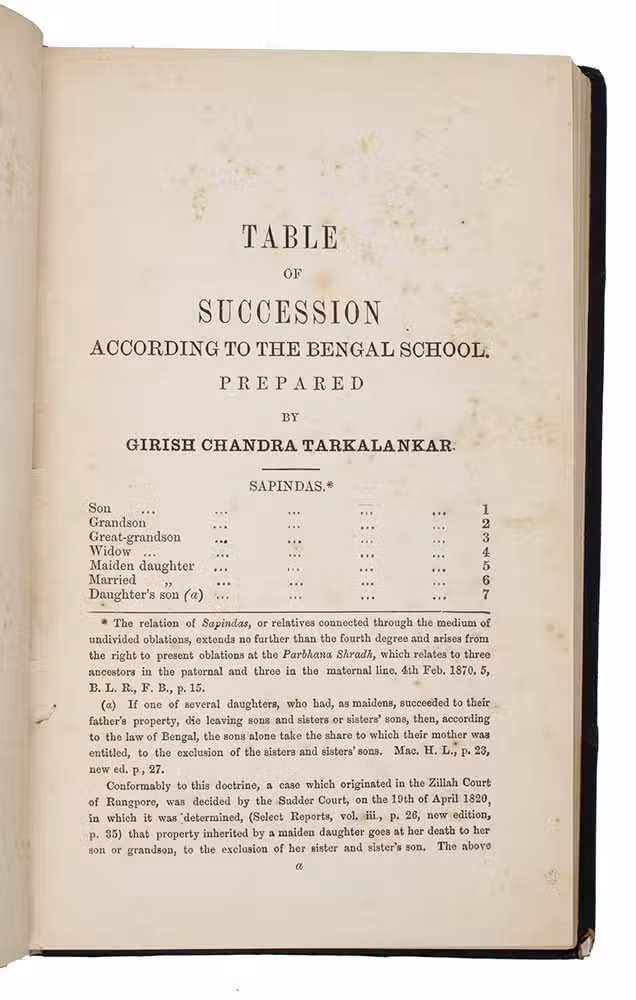 TABLE
OF
SUCCESSION
ACCORDING TO THE BENGAL SCHOOL.
PREPARED
BY
GIRISH CHANDRA TARKALANKAR.
SAPINDAS.*
Son ... ... ... ... ... 1
Grandson ... ... ... ... 2
Great-grandson ... ... ... ... 3
Widow ... ... ... ... ... 4
Maiden daughter ... ... ... ... 5
Married „ ... ... ... ... 6
Daughter's son (a) ... ... ... ... 7
* The relation of Sapindas, or relatives connected through the medium of
undivided oblations, extends no further than the fourth degree and arises from
the right to present oblations at the Parbhana Shradh, which relates to three
ancestors in the paternal and three in the maternal line. 4th Feb. 1870. 5,
B. L. R., F. B., p. 15.
(a) If one of several daughters, who had, as maidens, succeeded to their
father's property, die leaving sons and sisters or sisters' sons, then, according
to the law of Bengal, the sons alone take the share to which their mother was
entitled, to the exclusion of the sisters and sisters' sons. Mac. H. L., p. 23,
new ed. p, 27.
Conformably to this doctrine, a case which originated in the Zillah Court
of Rungpore, was decided by the Sudder Court, on the 19th of April 1820,
in which it was determined, (Select Reports, vol. iii., p. 26, new edition,
p. 35) that property inherited by a maiden daughter goes at her death to her
son or grandson, to the exclusion of her sister and sister's son. The above
a